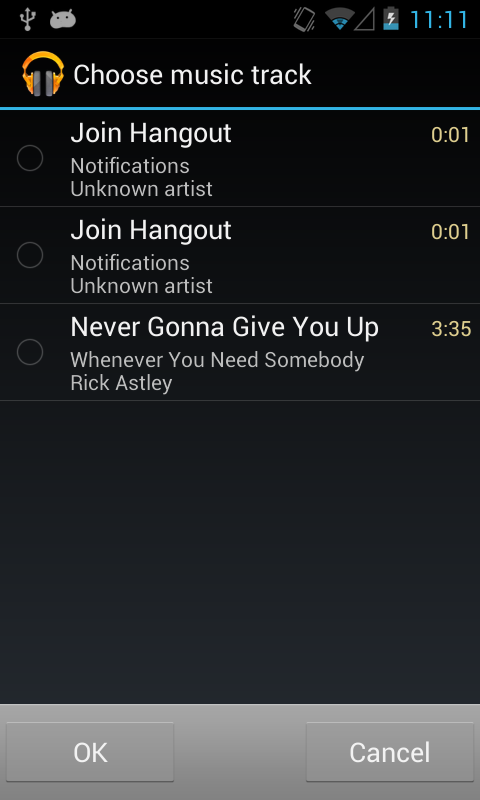 11:11
Choose music track
Join Hangout 0:01
Notifications
Unknown artist
Join Hangout 0:01
Notifications
Unknown artist
Never Gonna Give You Up 3:35
Whenever You Need Somebody
Rick Astley
OK Cancel